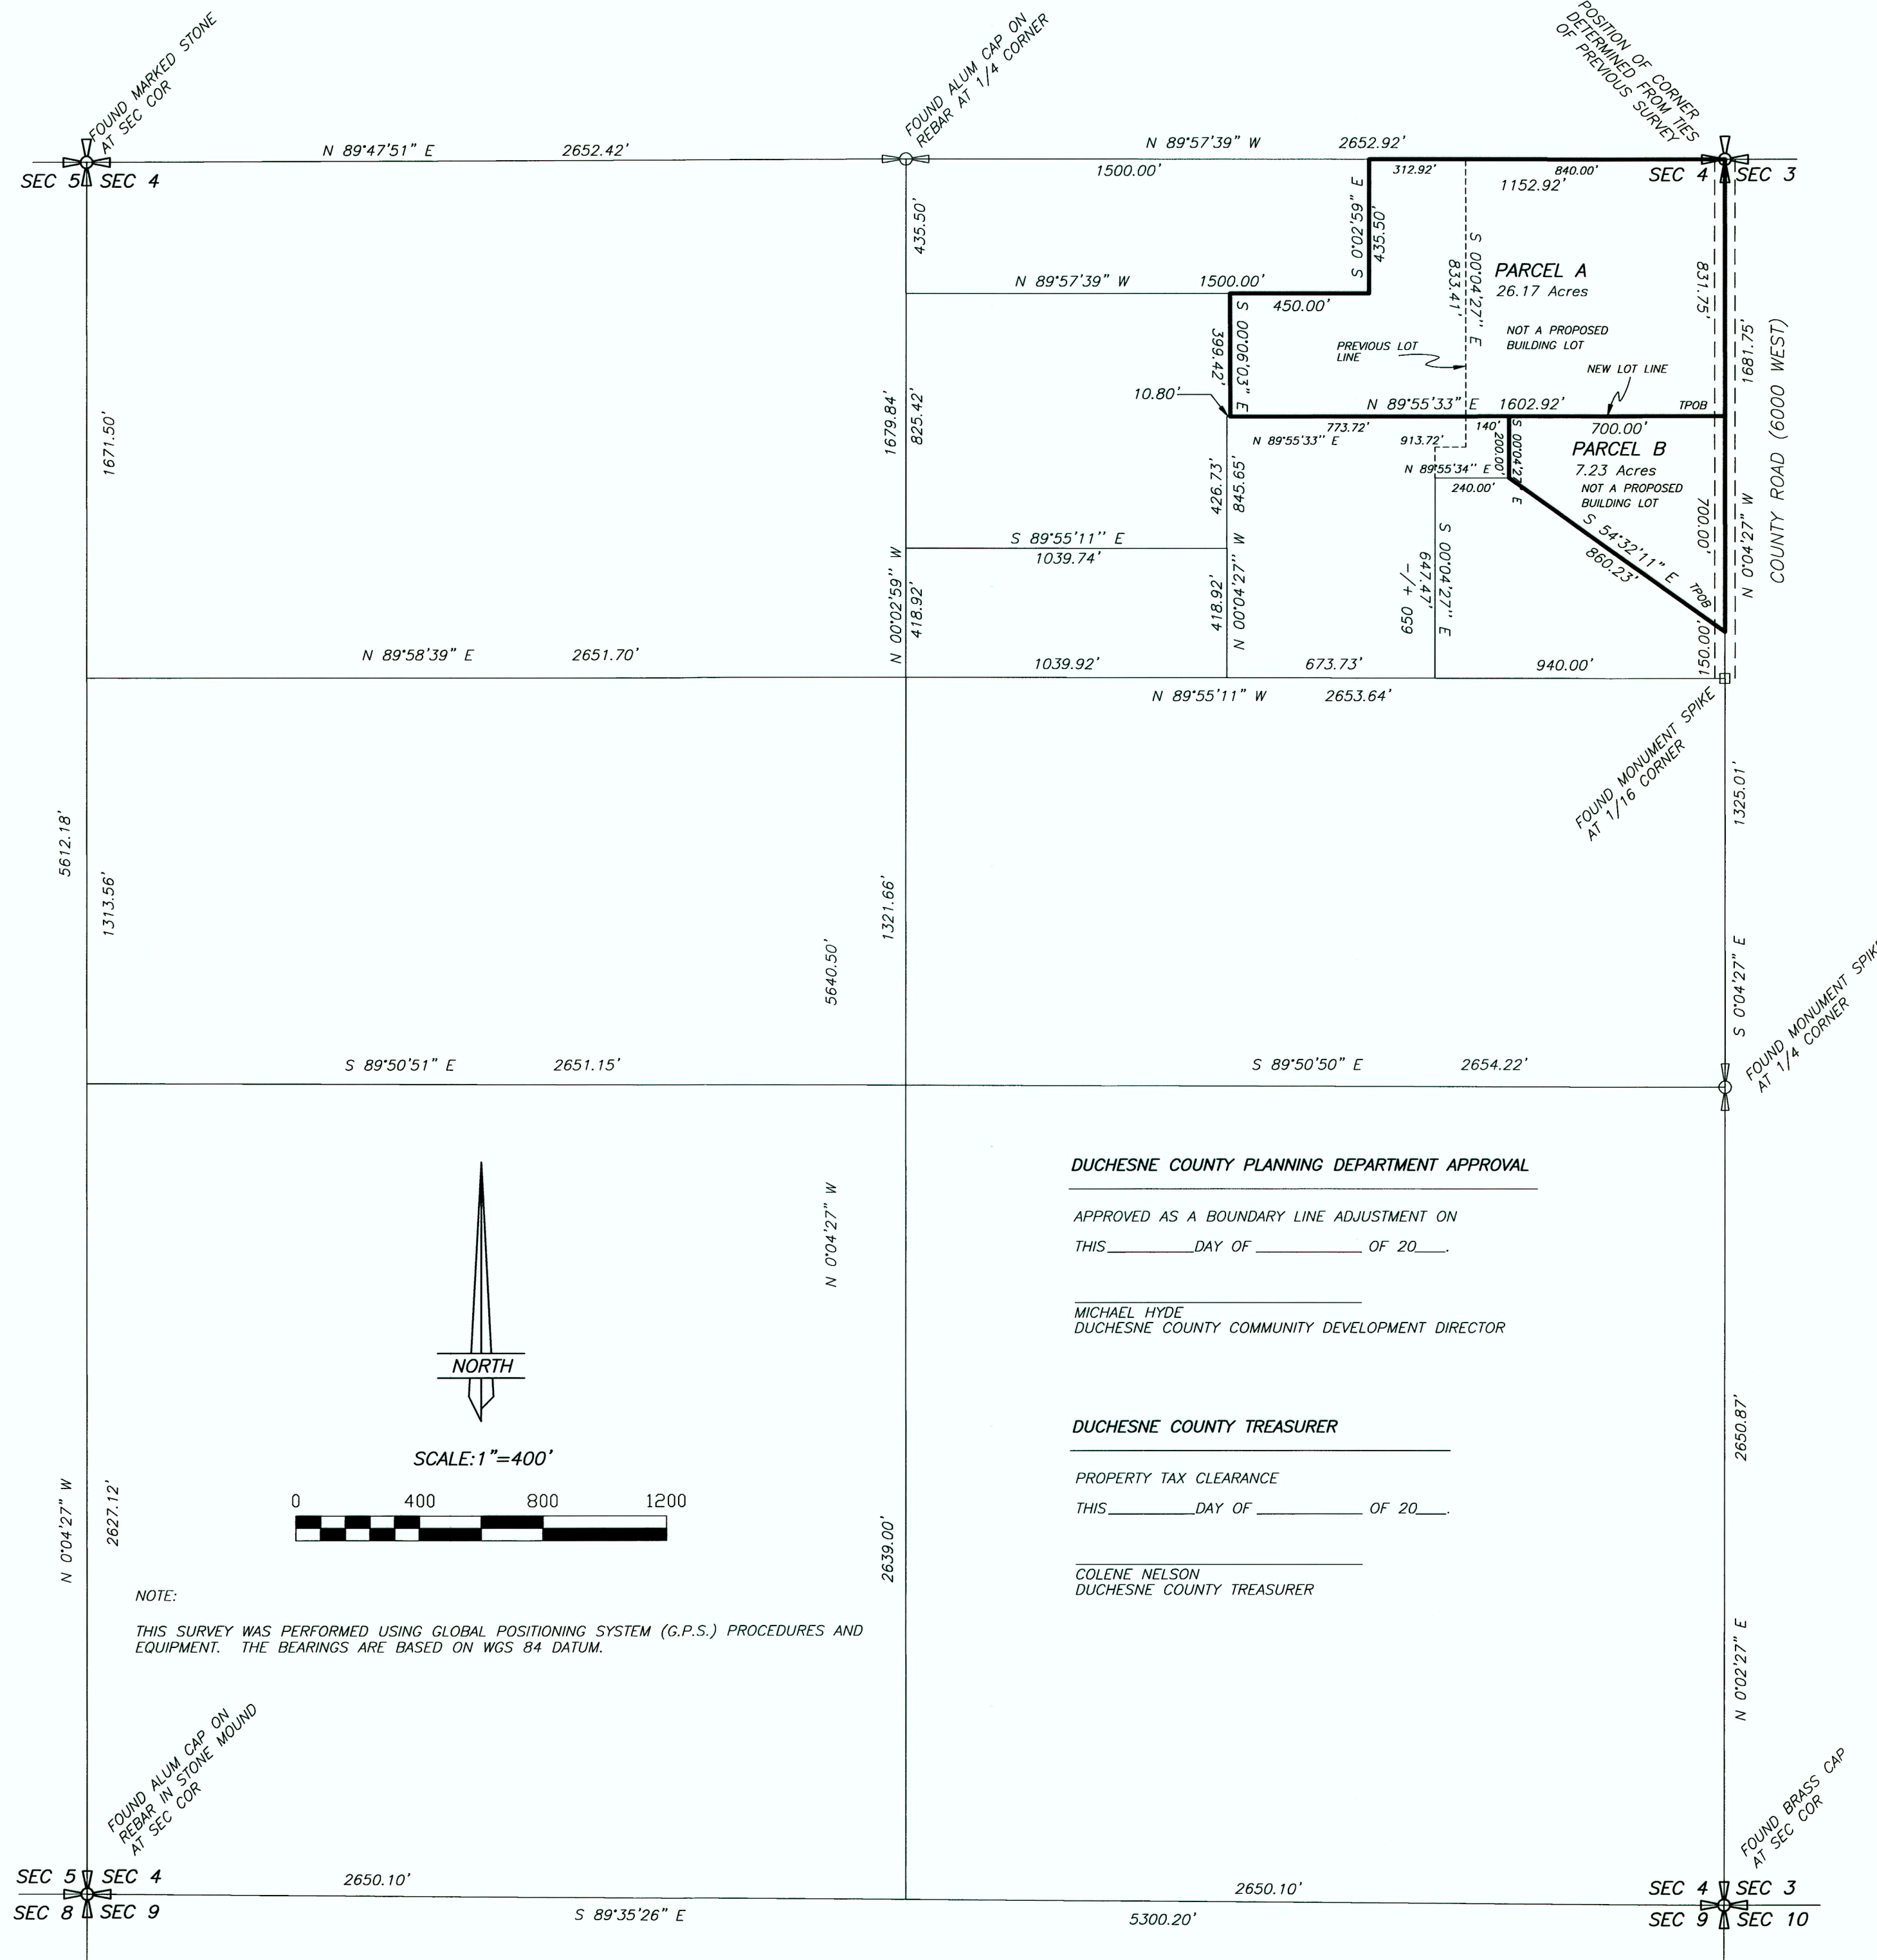 FOUND MARKED STONE
AT SEC COR
FOUND ALUM CAP ON
REBAR AT 1/4 CORNER
POSITION OF CORNER
DETERMINED FROM TIES
OF PREVIOUS SURVEY
N 89°47'51" E 2652.42'
N 89°57'39" W 2652.92'
SEC 5 SEC 4
SEC 4 SEC 3
1500.00'
312.92' 840.00'
1152.92'
435.50'
S 0°02'59" E
435.50'
N 89°57'39" W 1500.00'
450.00'
S 00°04'27" E
833.41'
PARCEL A
26.17 Acres
NOT A PROPOSED
BUILDING LOT
831.75'
1681.75'
COUNTY ROAD (6000 WEST)
N 0°04'27" W
PREVIOUS LOT
LINE
NEW LOT LINE
399.42'
S 00°06'03" E
10.80'
N 89°55'33" E 1602.92' TPOB
773.72' 140' 700.00'
N 89°55'33" E 913.72'
200.00'
S 00°04'27" E
PARCEL B
7.23 Acres
NOT A PROPOSED
BUILDING LOT
N 89°55'34" E
240.00'
700.00'
S 54°32'11" E
860.23'
TPOB
150.00'
1671.50'
1679.84'
825.42'
426.73'
845.65'
S 89°55'11" E
1039.74'
N 00°02'59" W
418.92'
418.92'
N 00°04'27" W
S 00°04'27" E
647.47'
650 +/-
N 89°58'39" E 2651.70'
1039.92' 673.73' 940.00'
N 89°55'11" W 2653.64'
FOUND MONUMENT SPIKE
AT 1/16 CORNER
1325.01'
5612.18'
1313.56'
1321.66'
5640.50'
S 0°04'27" E
FOUND MONUMENT SPIKE
AT 1/4 CORNER
S 89°50'51" E 2651.15'
S 89°50'50" E 2654.22'
N 0°04'27" W
DUCHESNE COUNTY PLANNING DEPARTMENT APPROVAL
APPROVED AS A BOUNDARY LINE ADJUSTMENT ON
THIS________DAY OF __________ OF 20___.
MICHAEL HYDE
DUCHESNE COUNTY COMMUNITY DEVELOPMENT DIRECTOR
NORTH
SCALE:1"=400'
0 400 800 1200
DUCHESNE COUNTY TREASURER
PROPERTY TAX CLEARANCE
THIS________DAY OF __________ OF 20___.
COLENE NELSON
DUCHESNE COUNTY TREASURER
N 0°04'27" W
2627.12'
2639.00'
2650.87'
N 0°02'27" E
NOTE:
THIS SURVEY WAS PERFORMED USING GLOBAL POSITIONING SYSTEM (G.P.S.) PROCEDURES AND
EQUIPMENT. THE BEARINGS ARE BASED ON WGS 84 DATUM.
FOUND ALUM CAP ON
REBAR IN STONE MOUND
AT SEC COR
FOUND BRASS CAP
AT SEC COR
SEC 5 SEC 4
SEC 8 SEC 9
2650.10'
S 89°35'26" E
2650.10'
5300.20'
SEC 4 SEC 3
SEC 9 SEC 10